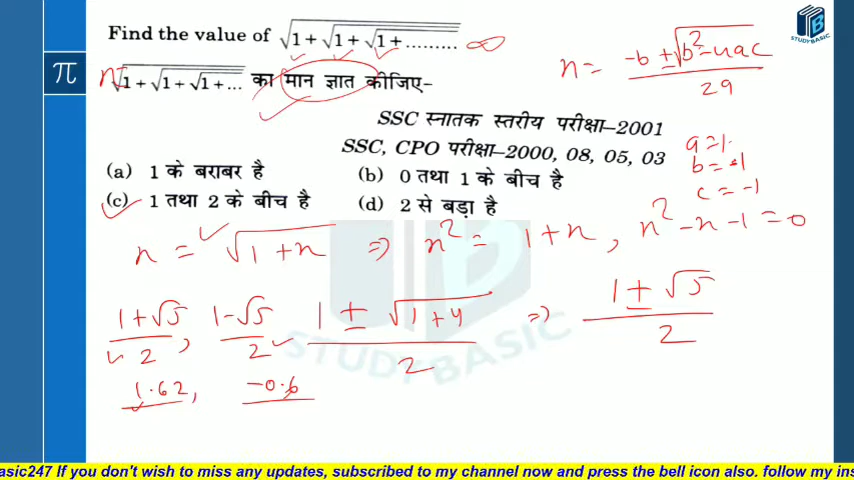 Find the value of √1 + √1 + √1 + ......... ∞
π
n = √1 + √1 + √1 + ... का मान ज्ञात कीजिए-
n = -b ± √b² - 4ac / 2a
STUDYBASIC
SSC स्नातक स्तरीय परीक्षा–2001
SSC, CPO परीक्षा–2000, 08, 05, 03
a = 1
b = -1
c = -1
(a) 1 के बराबर है
(b) 0 तथा 1 के बीच है
(c) 1 तथा 2 के बीच है
(d) 2 से बड़ा है
n = √1 + n ⇒ n² = 1 + n , n² - n - 1 = 0
1 + √5 / 2 , 1 - √5 / 2
1 ± √1 + 4 / 2 ⇒ 1 ± √5 / 2
1.62 , -0.6
STUDYBASIC
basic247 If you don't wish to miss any updates, subscribed to my channel now and press the bell icon also. follow my ins